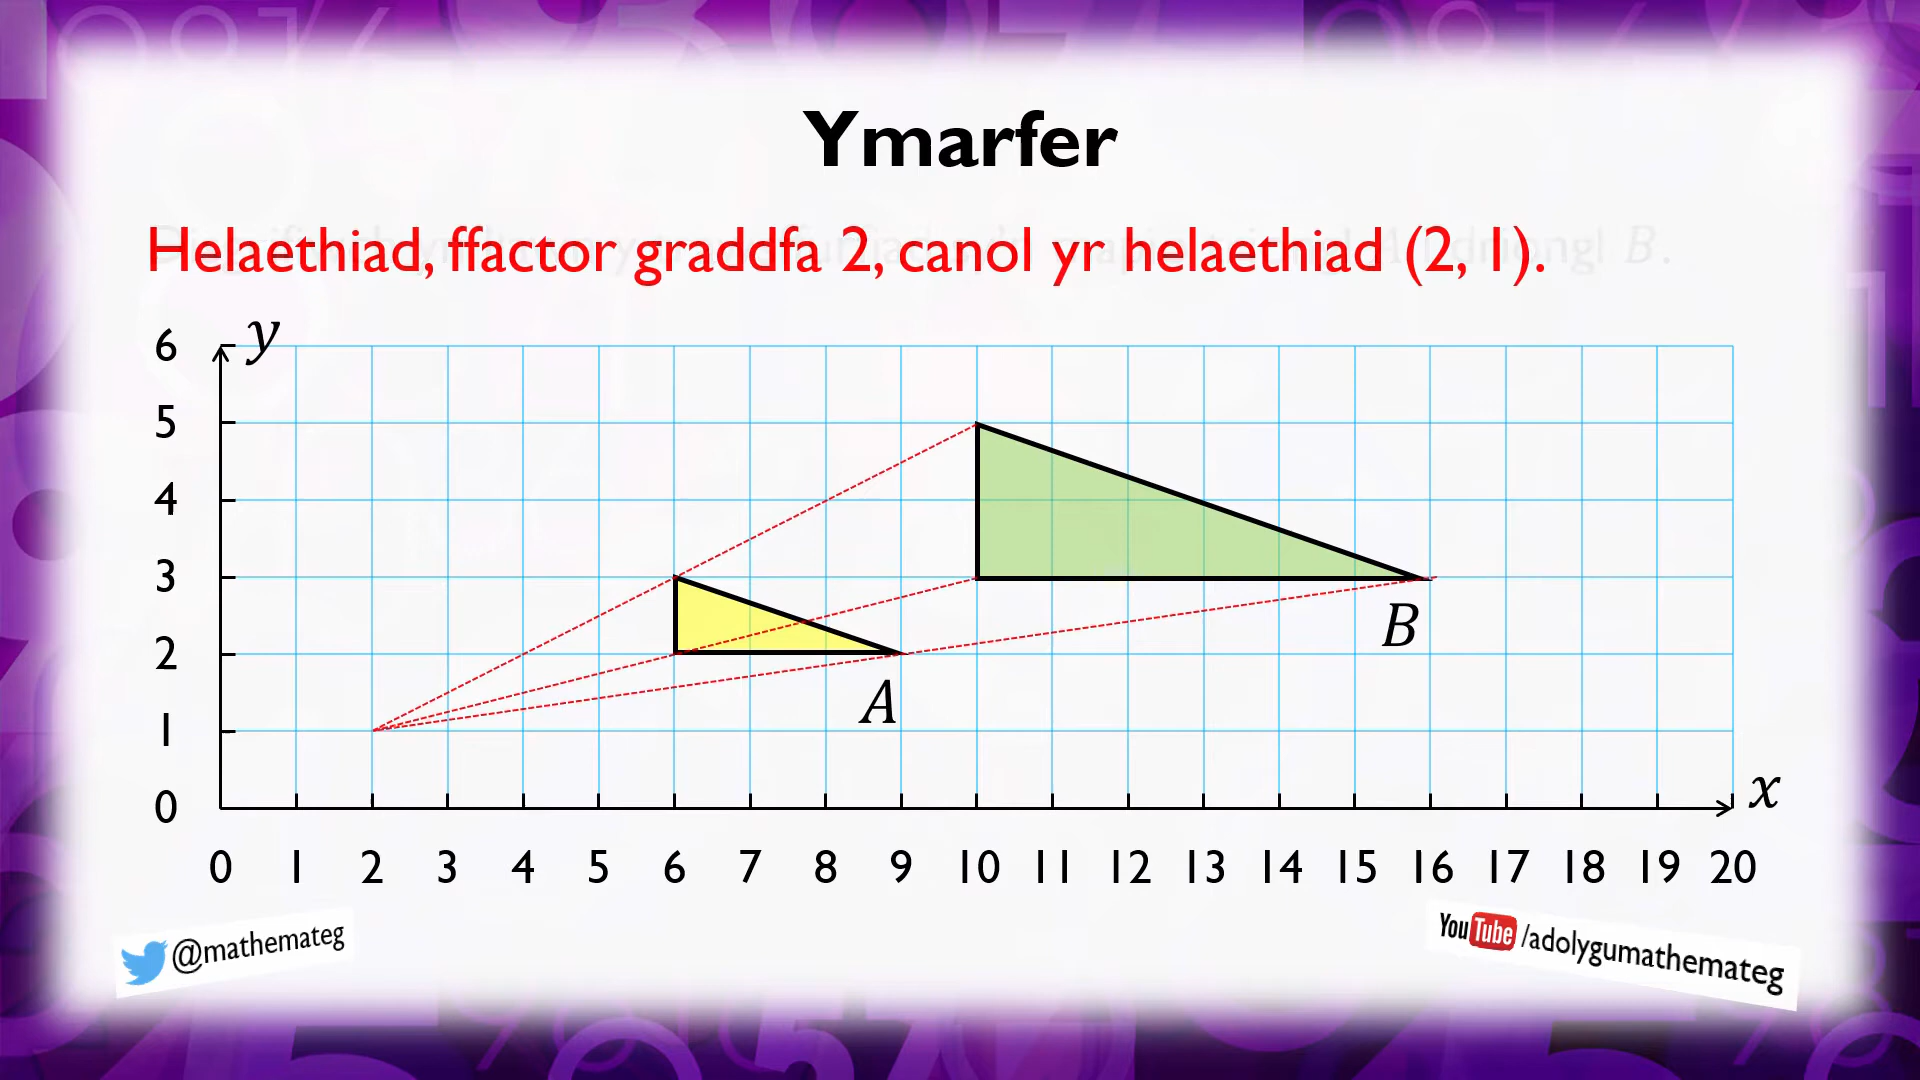 Ymarfer
Helaethiad, ffactor graddfa 2, canol yr helaethiad (2, 1).
y
6
5
4
3
2
1
0
B
A
x
0 1 2 3 4 5 6 7 8 9 10 11 12 13 14 15 16 17 18 19 20
@mathemateg
YouTube /adolygumathemateg